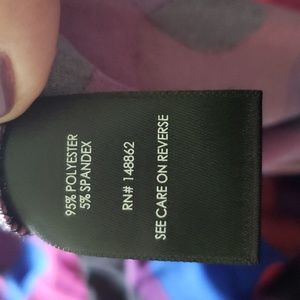 95% POLYESTER
5% SPANDEX
RN# 148862
SEE CARE ON REVERSE